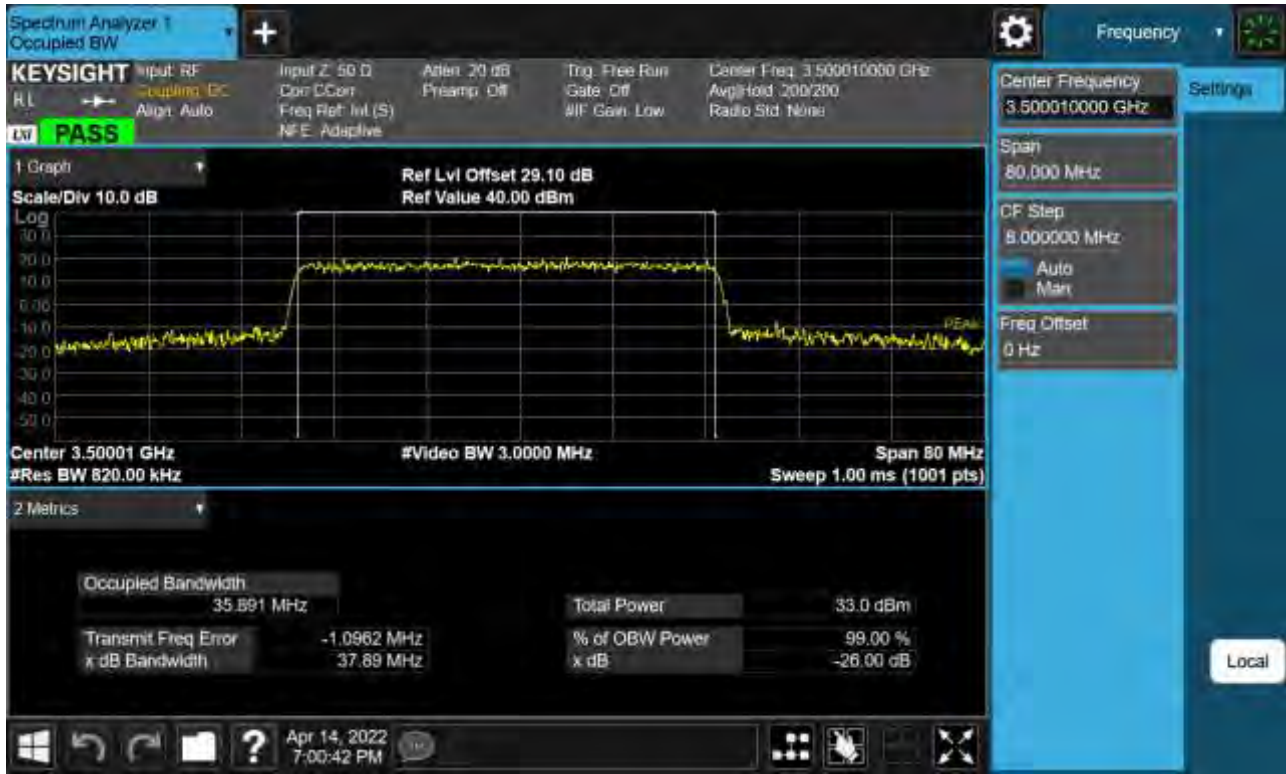 Spectrum Analyzer 1
Occupied BW
+
Frequency
KEYSIGHT
Input: RF
Coupling: DC
Align: Auto
RL
LXI
PASS
Input Z: 50 Ω
Corr CCorr
Freq Ref: Int (S)
NFE: Adaptive
Atten: 20 dB
Preamp: Off
Trig: Free Run
Gate: Off
#IF Gain: Low
Center Freq: 3.500010000 GHz
Avg|Hold: 200/200
Radio Std: None
1 Graph
Scale/Div 10.0 dB
Ref Lvl Offset 29.10 dB
Ref Value 40.00 dBm
Log
30.0
20.0
10.0
0.00
-10.0
-20.0
-30.0
-40.0
-50.0
PEAK
Center 3.50001 GHz
#Video BW 3.0000 MHz
Span 80 MHz
#Res BW 820.00 kHz
Sweep 1.00 ms (1001 pts)
2 Metrics
Occupied Bandwidth
35.891 MHz
Total Power 33.0 dBm
Transmit Freq Error -1.0962 MHz
% of OBW Power 99.00 %
x dB Bandwidth 37.89 MHz
x dB -26.00 dB
Center Frequency
3.500010000 GHz
Settings
Span
80.000 MHz
CF Step
8.000000 MHz
Auto
Man
Freq Offset
0 Hz
Local
?
Apr 14, 2022
7:00:42 PM